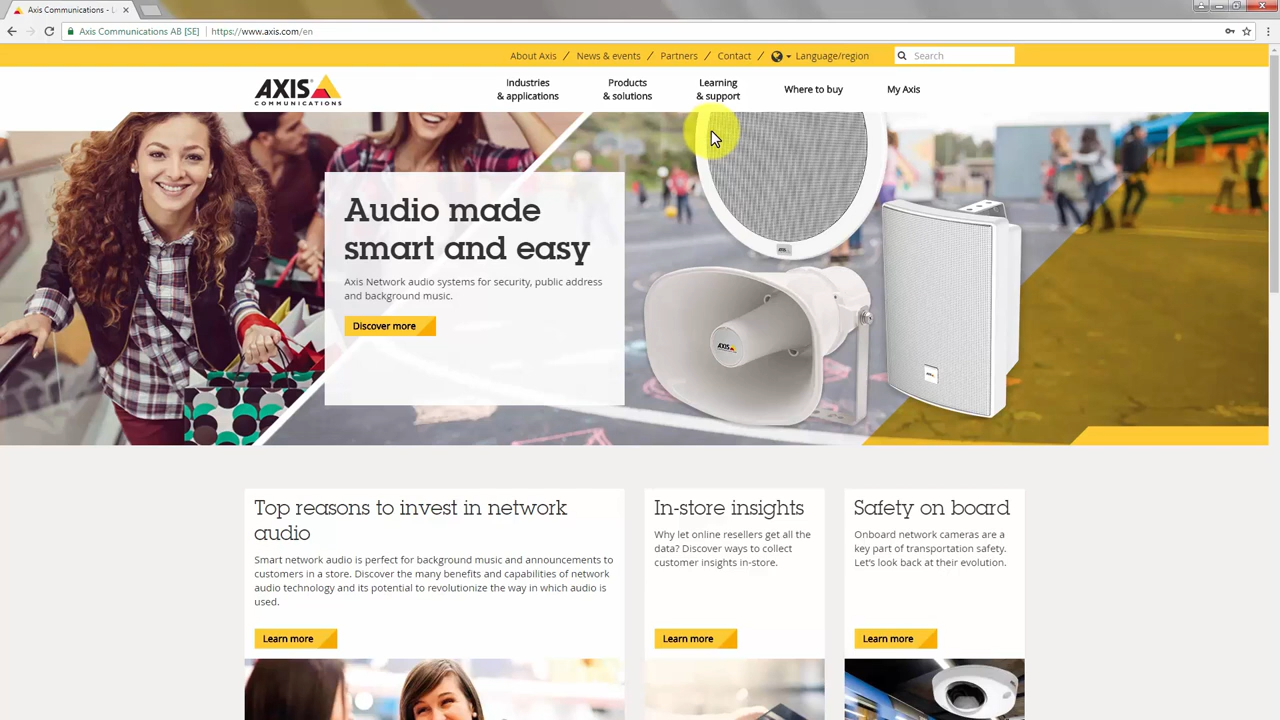 Axis Communications - L
Axis Communications AB [SE]
https://www.axis.com/en
About Axis / News & events / Partners / Contact / Language/region
Search
AXIS
COMMUNICATIONS
Industries
& applications
Products
& solutions
Learning
& support
Where to buy
My Axis
Audio made
smart and easy
Axis Network audio systems for security, public address
and background music.
Discover more
AXIS
Top reasons to invest in network
audio
Smart network audio is perfect for background music and announcements to
customers in a store. Discover the many benefits and capabilities of network
audio technology and its potential to revolutionize the way in which audio is
used.
Learn more
In-store insights
Why let online resellers get all the
data? Discover ways to collect
customer insights in-store.
Learn more
Safety on board
Onboard network cameras are a
key part of transportation safety.
Let's look back at their evolution.
Learn more